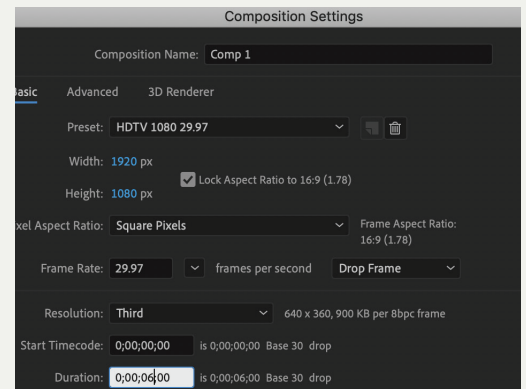 Composition Settings
Composition Name: Comp 1
Basic Advanced 3D Renderer
Preset: HDTV 1080 29.97
Width: 1920 px
Lock Aspect Ratio to 16:9 (1.78)
Height: 1080 px
xel Aspect Ratio: Square Pixels
Frame Aspect Ratio:
16:9 (1.78)
Frame Rate: 29.97 frames per second Drop Frame
Resolution: Third 640 x 360, 900 KB per 8bpc frame
Start Timecode: 0;00;00;00 is 0;00;00;00 Base 30 drop
Duration: 0;00;06;00 is 0;00;06;00 Base 30 drop